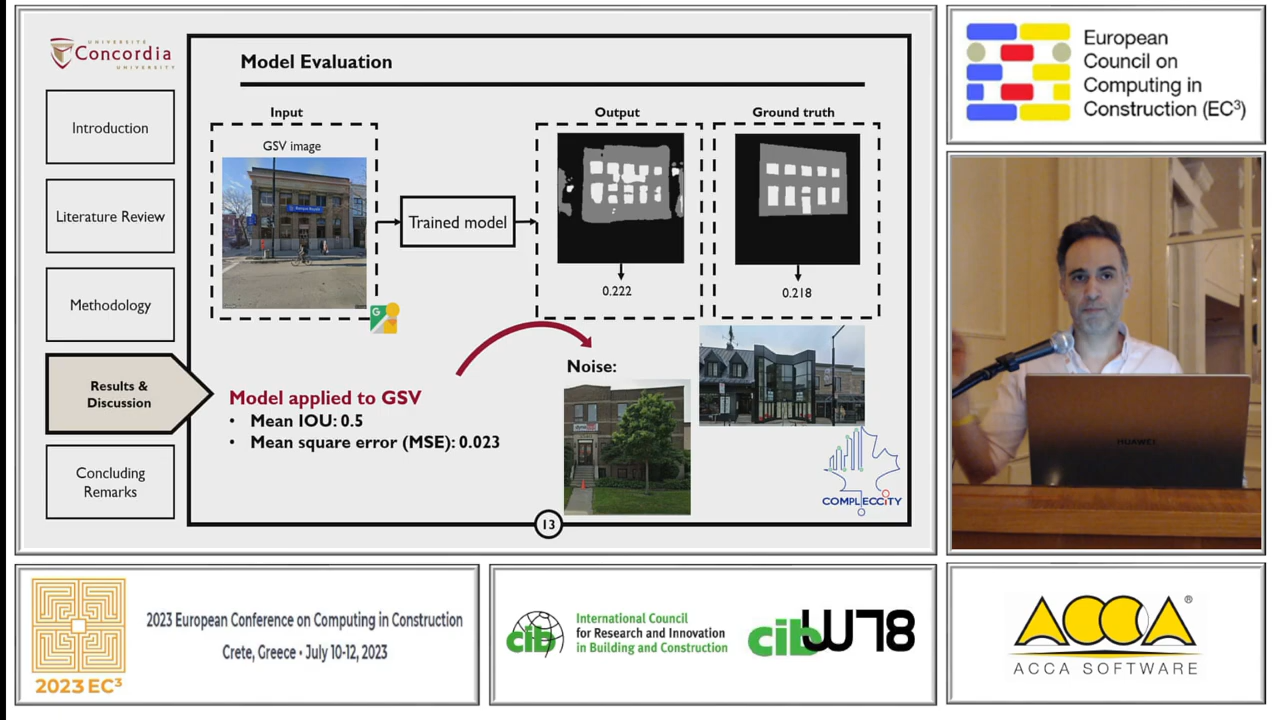 UNIVERSITÉ
Concordia
UNIVERSITY
Introduction
Literature Review
Methodology
Results &
Discussion
Concluding
Remarks
Model Evaluation
Input
GSV image
G
Trained model
Output
0.222
Ground truth
0.218
Model applied to GSV
• Mean IOU: 0.5
• Mean square error (MSE): 0.023
Noise:
COMPLECCITY
13
European
Council on
Computing in
Construction (EC³)
HUAWEI
2023 EC³
2023 European Conference on Computing in Construction
Crete, Greece • July 10-12, 2023
cib
International Council
for Research and Innovation
in Building and Construction
cib W78
ACCA®
ACCA SOFTWARE